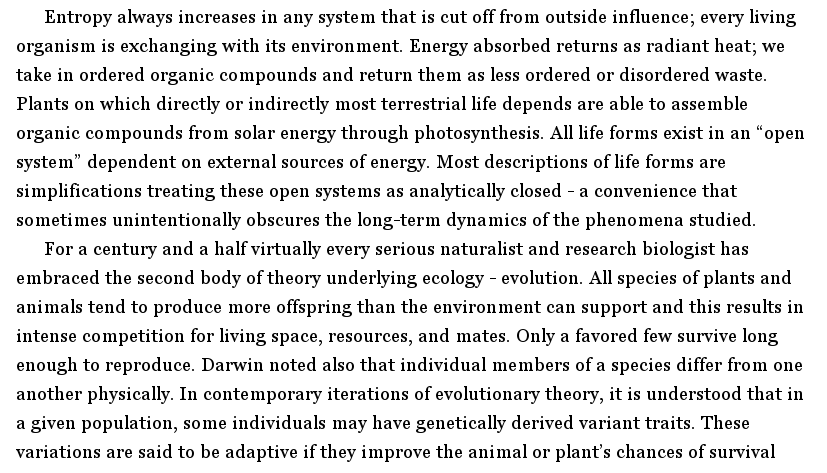 Entropy always increases in any system that is cut off from outside influence; every living
organism is exchanging with its environment. Energy absorbed returns as radiant heat; we
take in ordered organic compounds and return them as less ordered or disordered waste.
Plants on which directly or indirectly most terrestrial life depends are able to assemble
organic compounds from solar energy through photosynthesis. All life forms exist in an “open
system” dependent on external sources of energy. Most descriptions of life forms are
simplifications treating these open systems as analytically closed - a convenience that
sometimes unintentionally obscures the long-term dynamics of the phenomena studied.
For a century and a half virtually every serious naturalist and research biologist has
embraced the second body of theory underlying ecology - evolution. All species of plants and
animals tend to produce more offspring than the environment can support and this results in
intense competition for living space, resources, and mates. Only a favored few survive long
enough to reproduce. Darwin noted also that individual members of a species differ from one
another physically. In contemporary iterations of evolutionary theory, it is understood that in
a given population, some individuals may have genetically derived variant traits. These
variations are said to be adaptive if they improve the animal or plant’s chances of survival